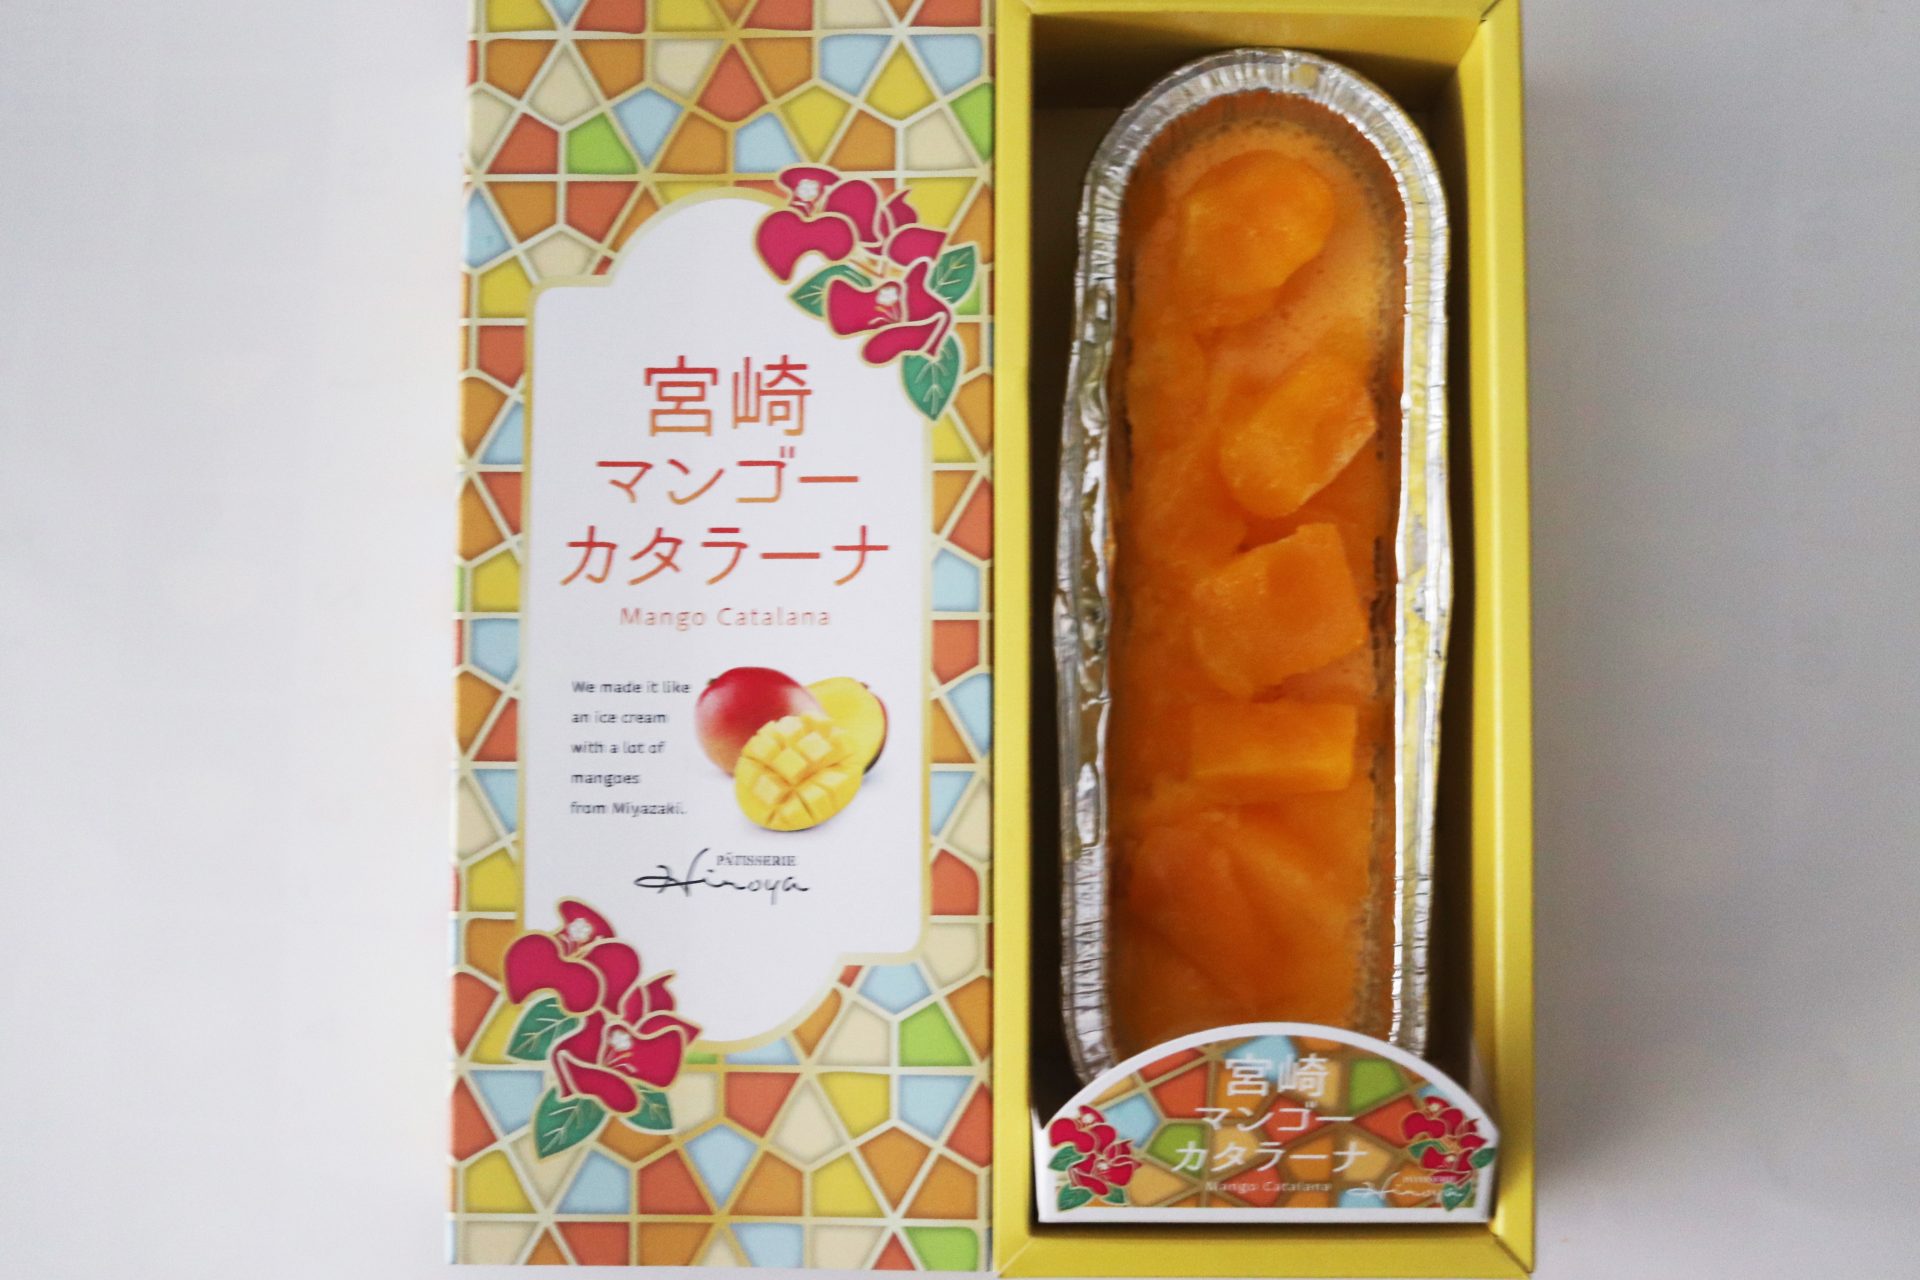 宮崎
マンゴー
カタラーナ
Mango Catalana
We made it like
an ice cream
with a lot of
mangoes
from Miyazaki.
PÂTISSERIE
Hiroya
宮崎
マンゴー
カタラーナ
Mango Catalana
PÂTISSERIE
Hiroya